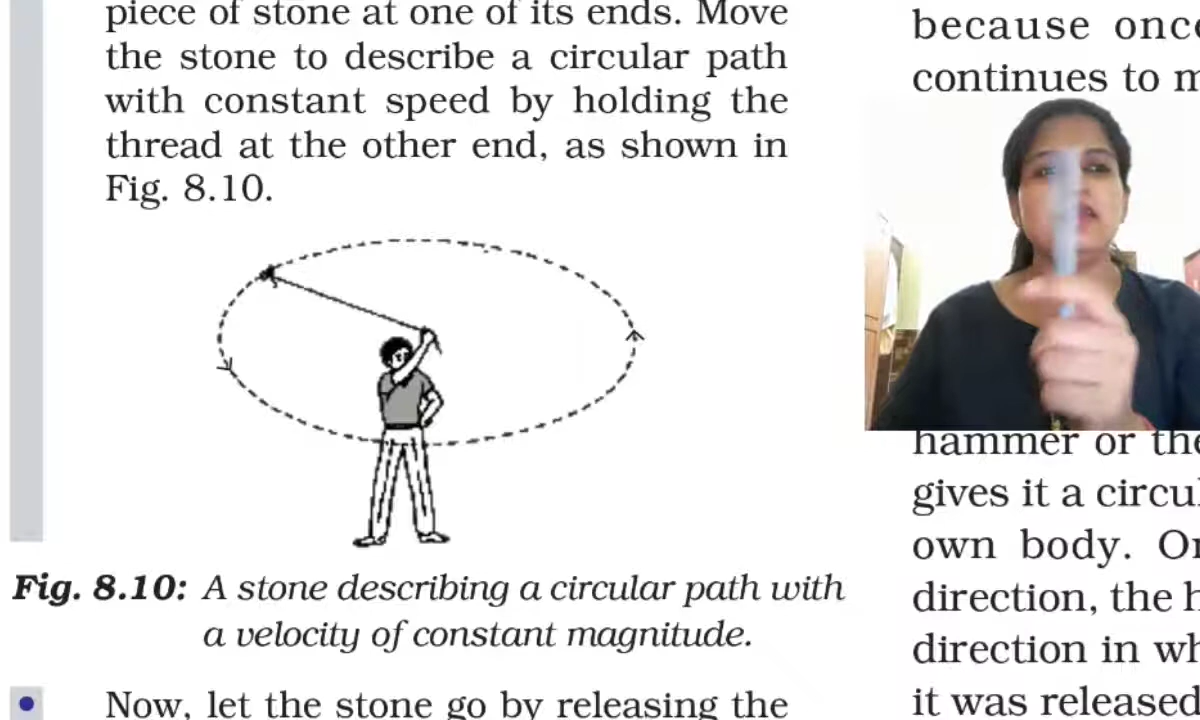 piece of stone at one of its ends. Move
the stone to describe a circular path
with constant speed by holding the
thread at the other end, as shown in
Fig. 8.10.
Fig. 8.10: A stone describing a circular path with
a velocity of constant magnitude.
Now, let the stone go by releasing the
because
continues to
hammer or
gives it a
own body.
direction, the
direction in
it was released